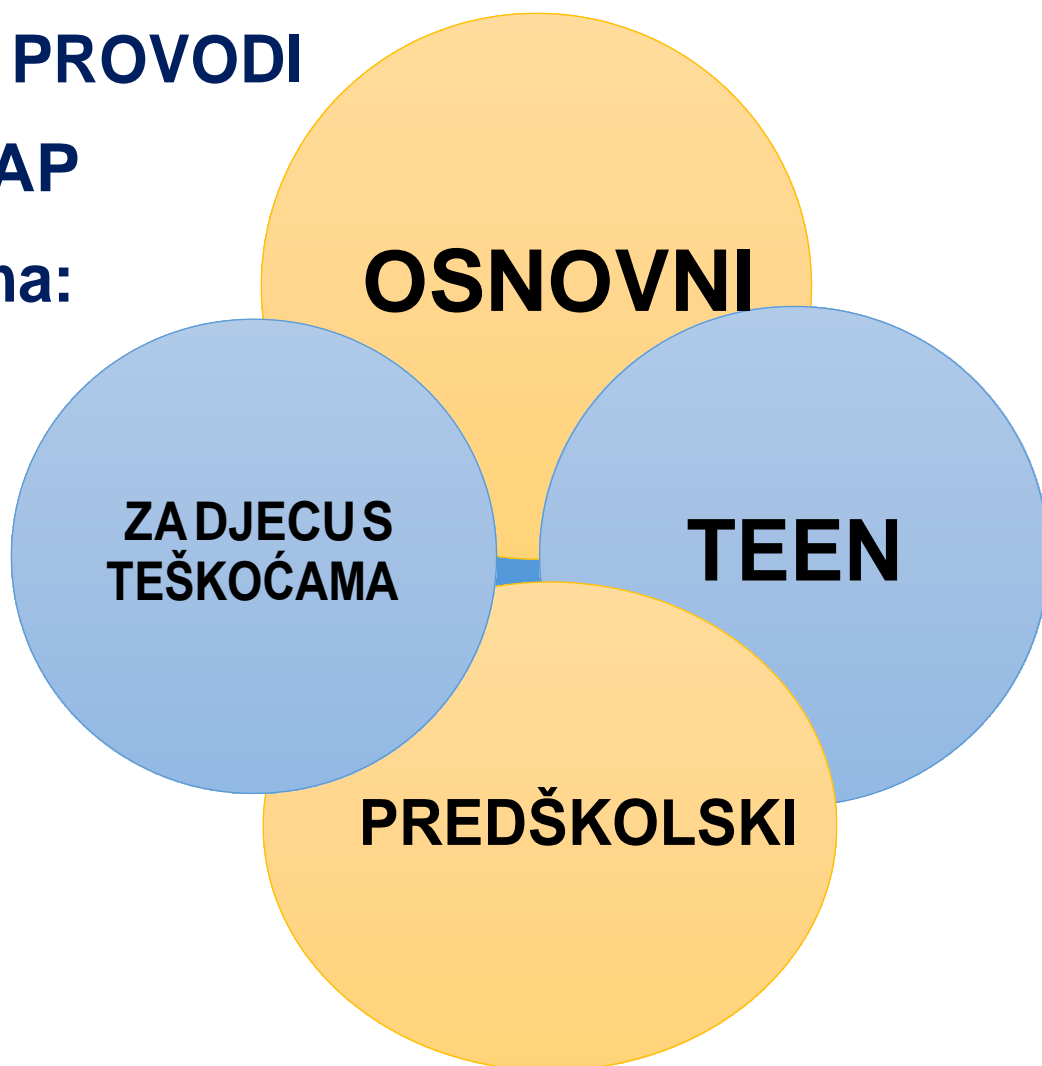 PROVODI
AP
na:
OSNOVNI
ZA DJECU S
TEŠKOĆAMA
TEEN
PREDŠKOLSKI